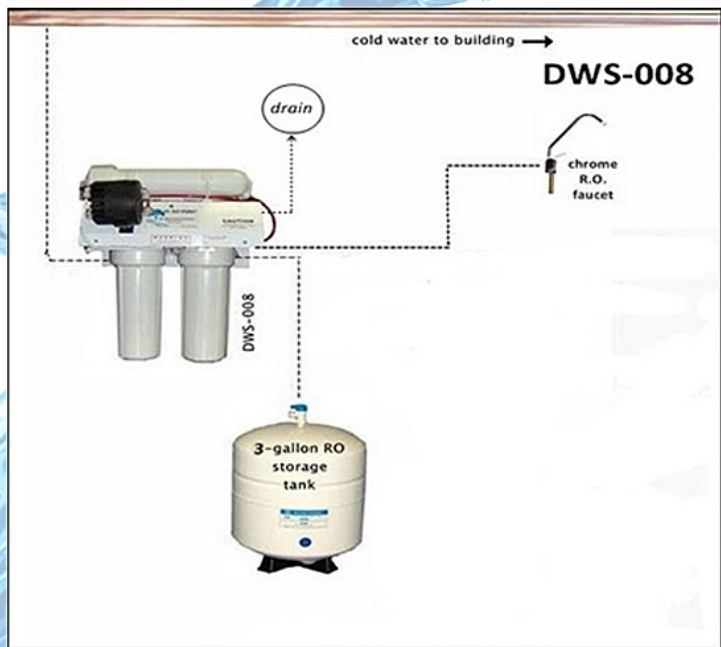 cold water to building
DWS-008
drain
chrome
R.O.
faucet
CAUTION
DWS-008
3-gallon RO
storage
tank